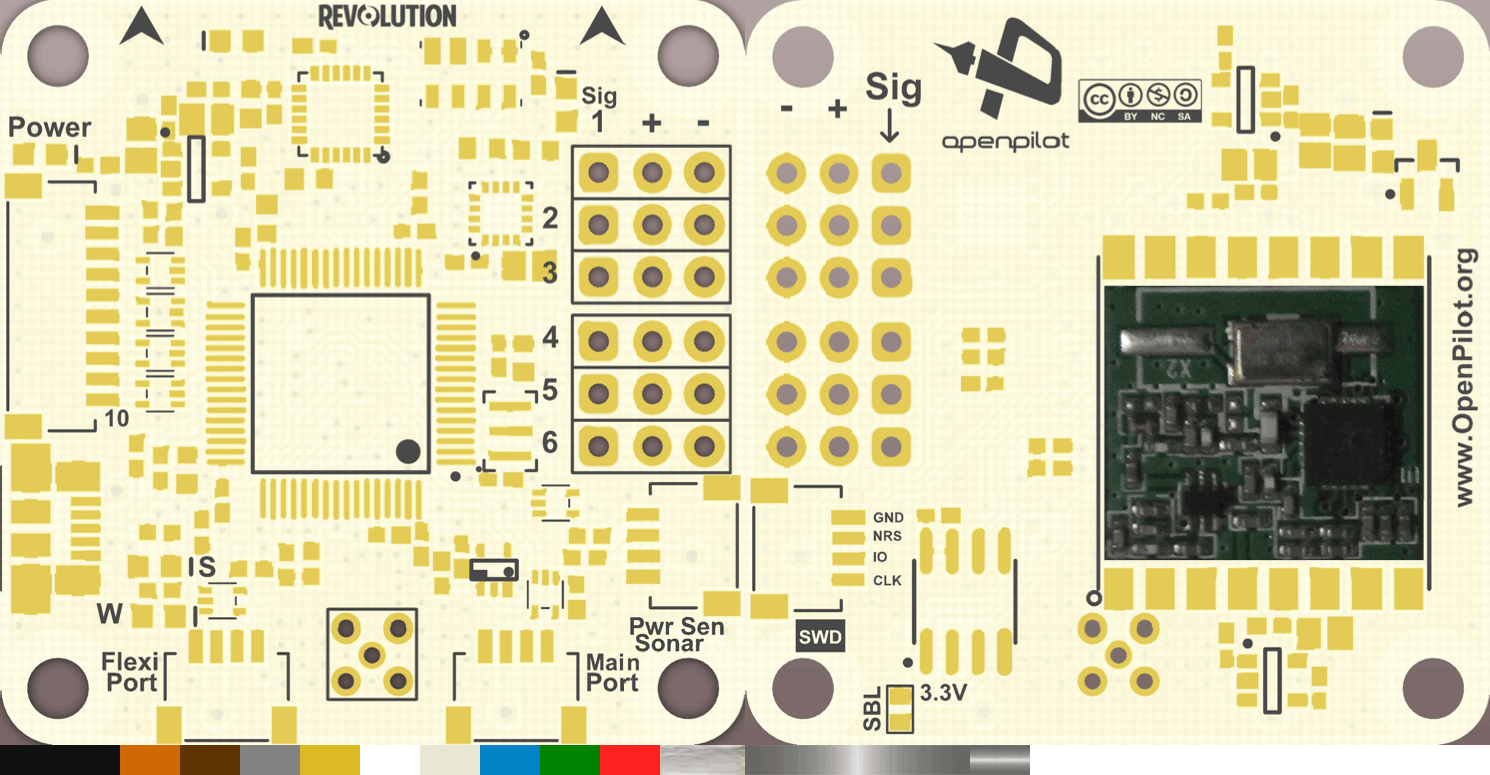 REVOLUTION
Power
10
Sig
1 + -
2
3
4
5
6
S
W
Flexi
Port
Main
Port
Pwr Sen
Sonar
- + Sig
openpilot
cc
BY NC SA
GND
NRS
IO
CLK
SWD
SBL
3.3V
X2
www.OpenPilot.org